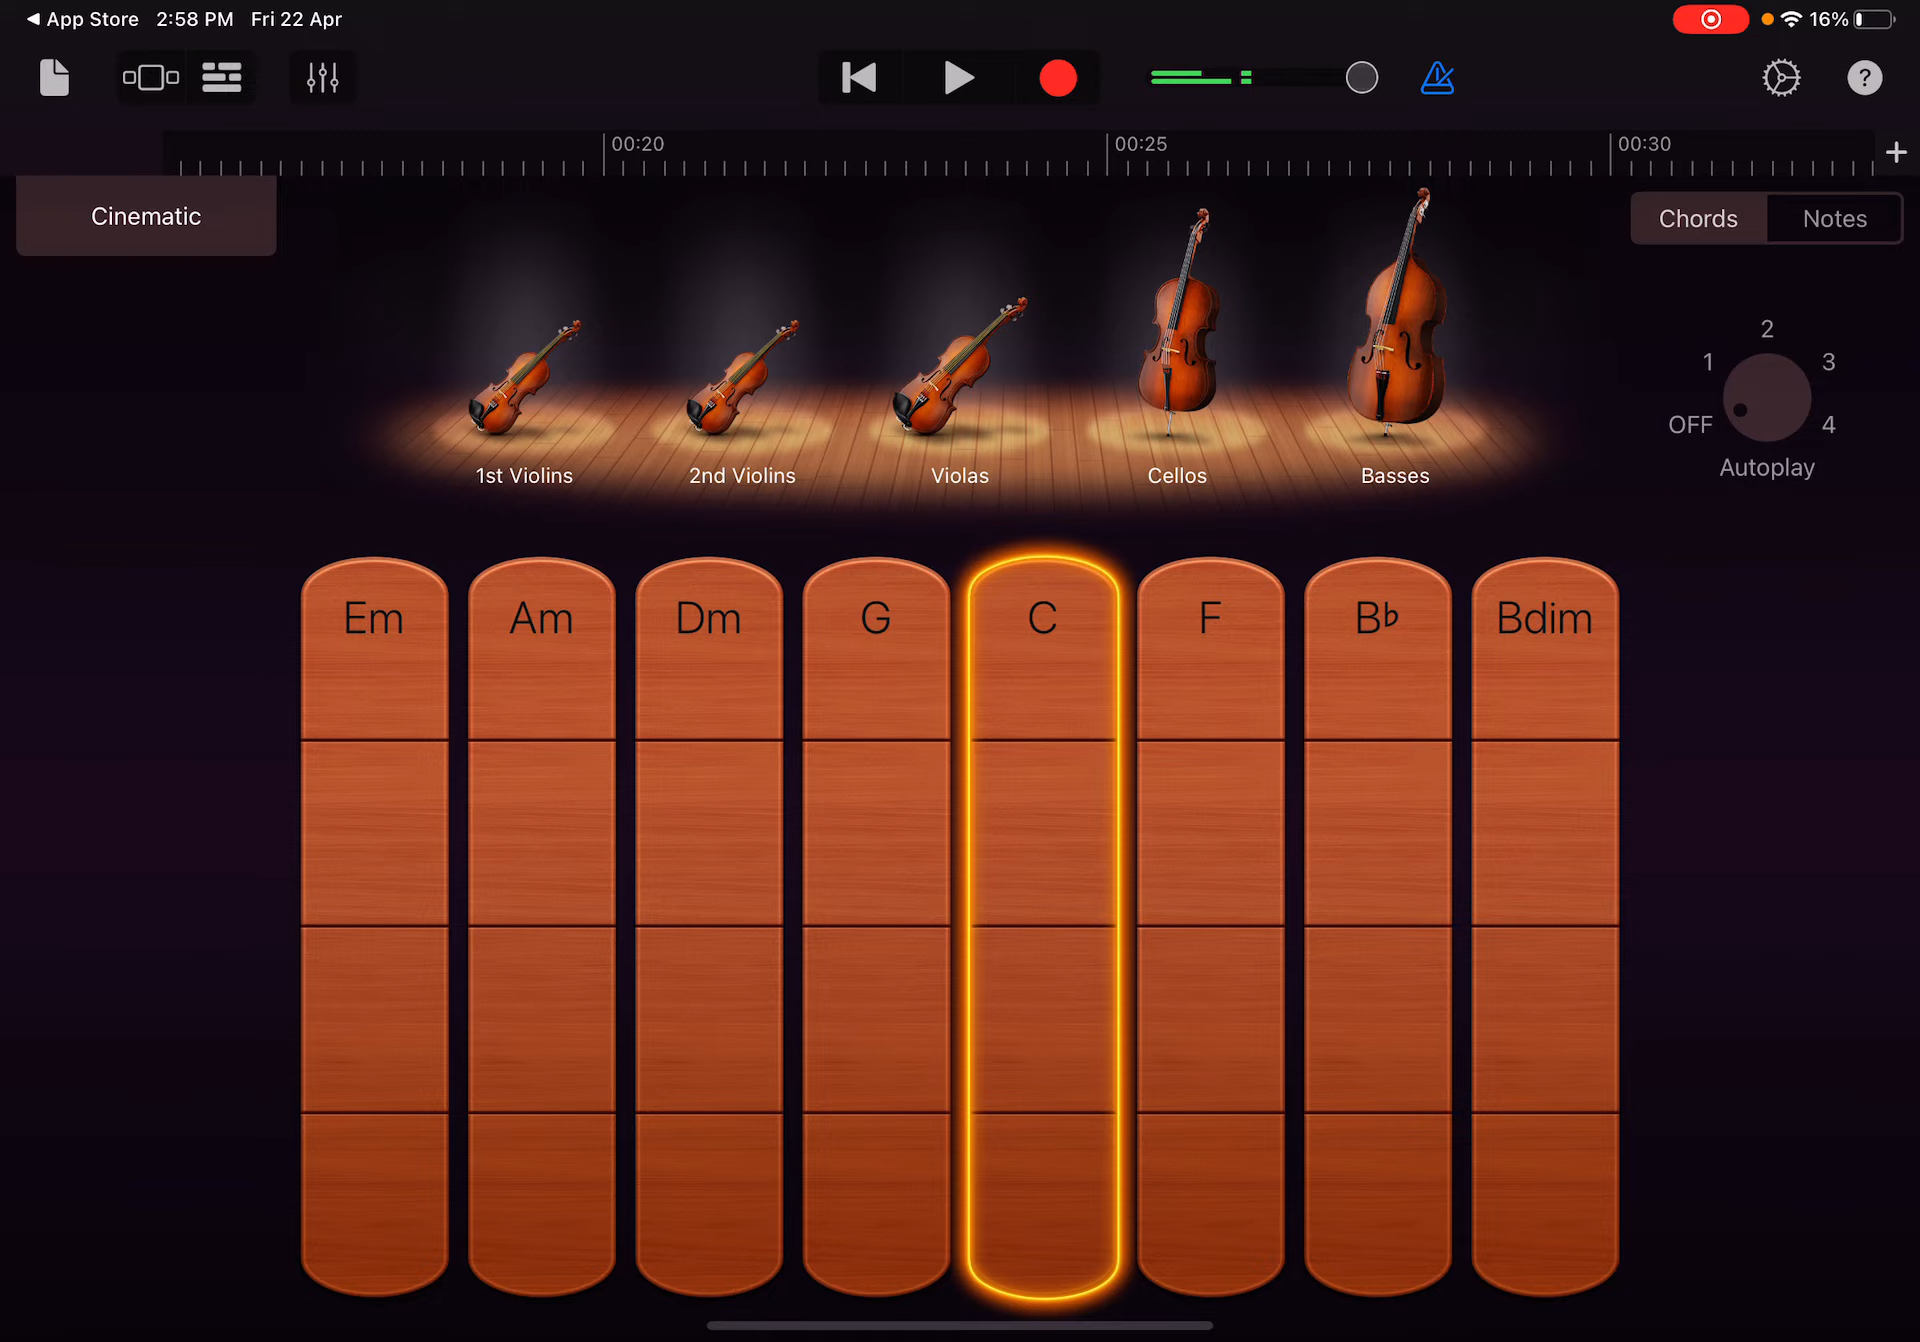 ◀ App Store 2:58 PM Fri 22 Apr
16%
?
00:20 00:25 00:30
+
Cinematic
Chords Notes
2
1 3
OFF 4
Autoplay
1st Violins 2nd Violins Violas Cellos Basses
Em Am Dm G C F B♭ Bdim